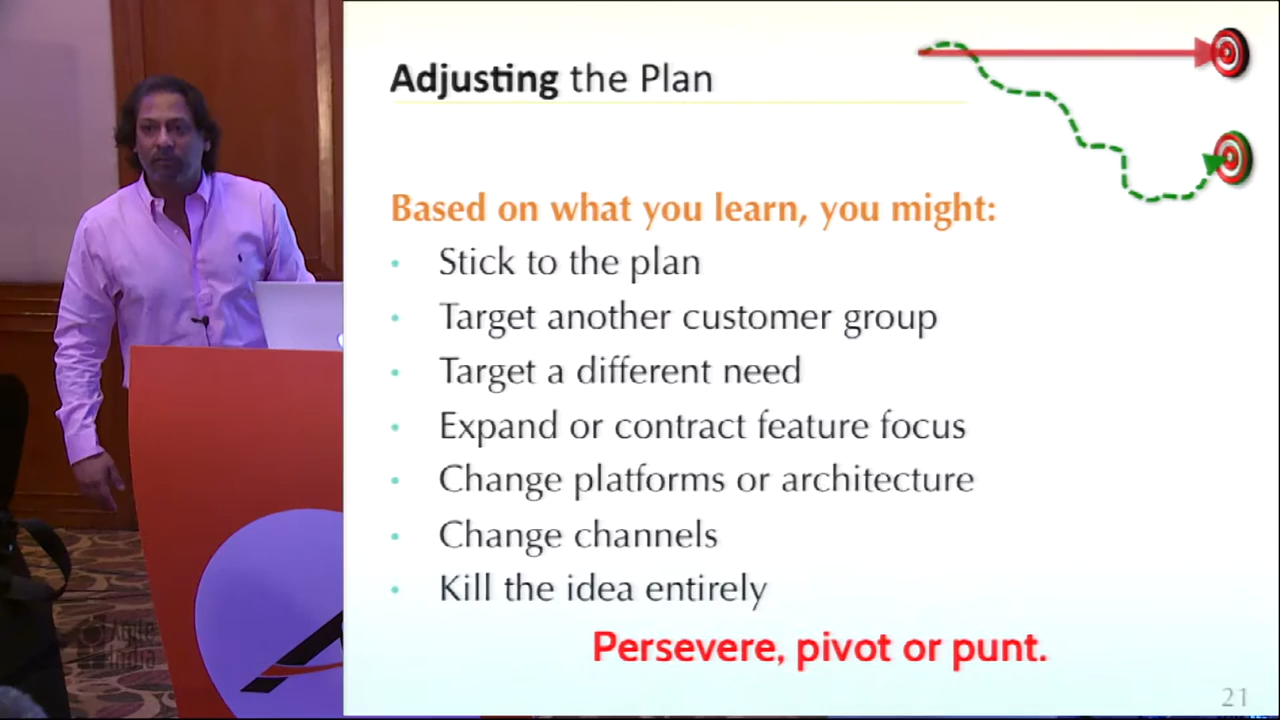 Adjusting the Plan
Based on what you learn, you might:
• Stick to the plan
• Target another customer group
• Target a different need
• Expand or contract feature focus
• Change platforms or architecture
• Change channels
• Kill the idea entirely
Persevere, pivot or punt.
21
Agile
India